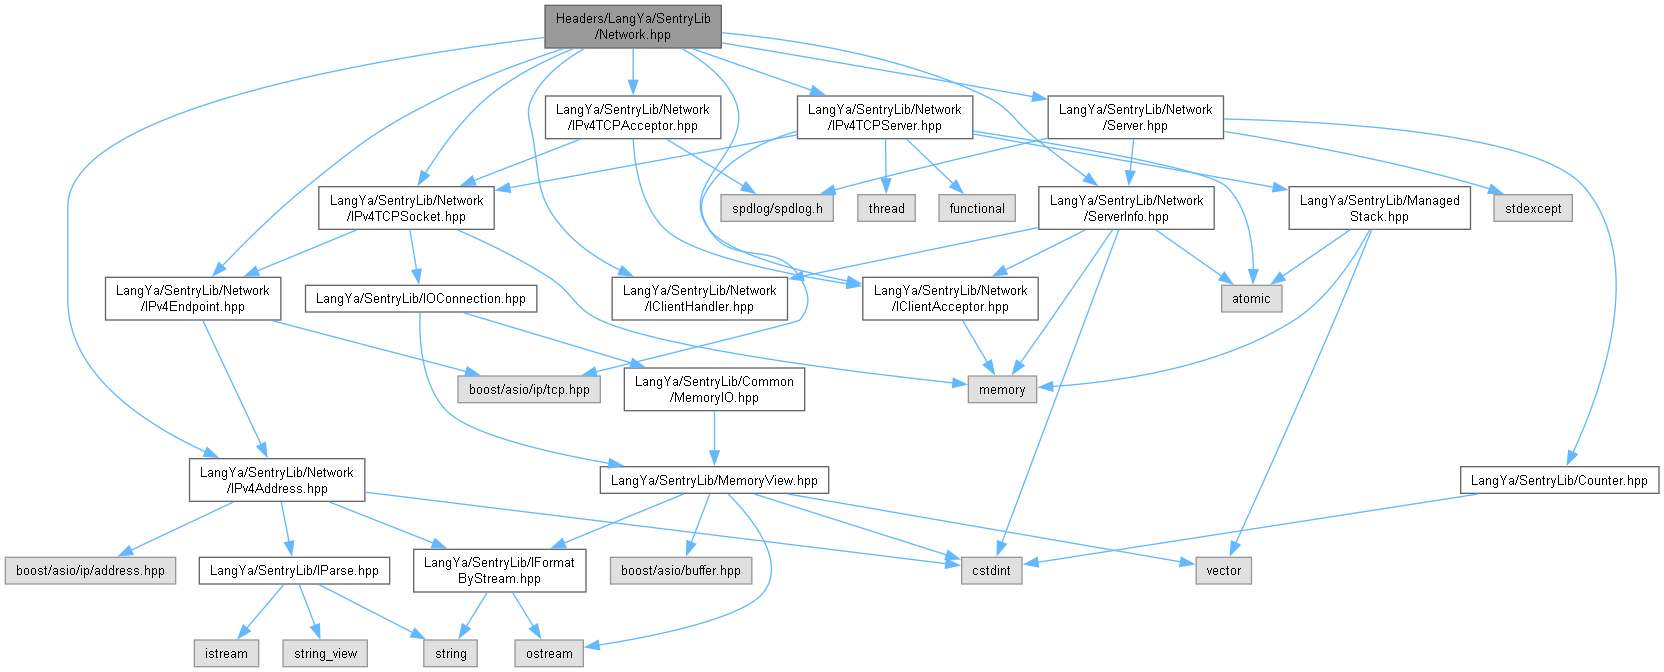 Headers/LangYa/SentryLib
/Network.hpp
LangYa/SentryLib/Network
/IPv4TCPAcceptor.hpp
LangYa/SentryLib/Network
/IPv4TCPServer.hpp
LangYa/SentryLib/Network
/Server.hpp
LangYa/SentryLib/Network
/IPv4TCPSocket.hpp
spdlog/spdlog.h
thread
functional
LangYa/SentryLib/Network
/ServerInfo.hpp
LangYa/SentryLib/Managed
Stack.hpp
stdexcept
LangYa/SentryLib/Network
/IPv4Endpoint.hpp
LangYa/SentryLib/IOConnection.hpp
LangYa/SentryLib/Network
/IClientHandler.hpp
LangYa/SentryLib/Network
/IClientAcceptor.hpp
atomic
boost/asio/ip/tcp.hpp
LangYa/SentryLib/Common
/MemoryIO.hpp
memory
LangYa/SentryLib/Network
/IPv4Address.hpp
LangYa/SentryLib/MemoryView.hpp
LangYa/SentryLib/Counter.hpp
boost/asio/ip/address.hpp
LangYa/SentryLib/IParse.hpp
LangYa/SentryLib/IFormat
ByStream.hpp
boost/asio/buffer.hpp
cstdint
vector
istream
string_view
string
ostream